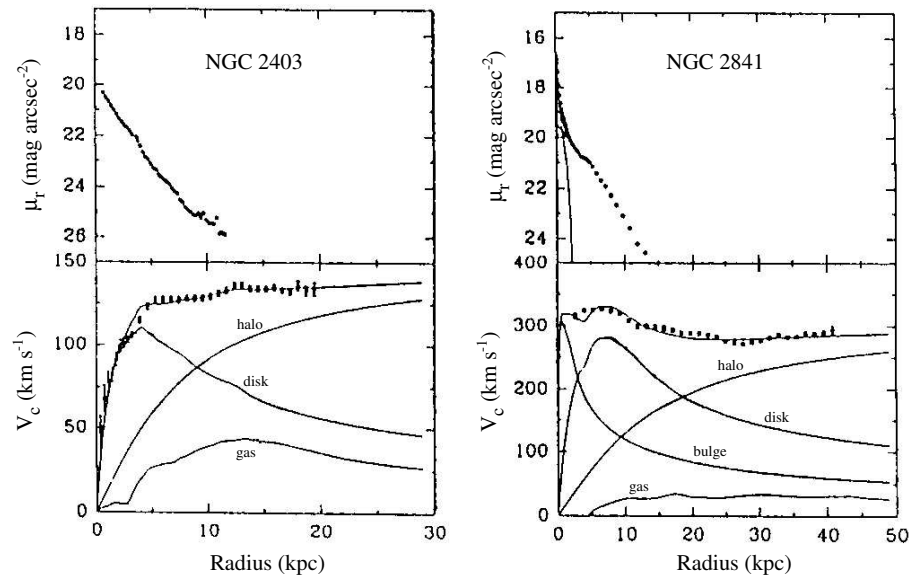 NGC 2403
μr (mag arcsec-2)
18
20
22
24
26
150
100
50
0
Vc (km s-1)
halo
disk
gas
0
10
20
30
Radius (kpc)
NGC 2841
μr (mag arcsec-2)
16
18
20
22
24
400
300
200
100
0
Vc (km s-1)
halo
disk
bulge
gas
0
10
20
30
40
50
Radius (kpc)